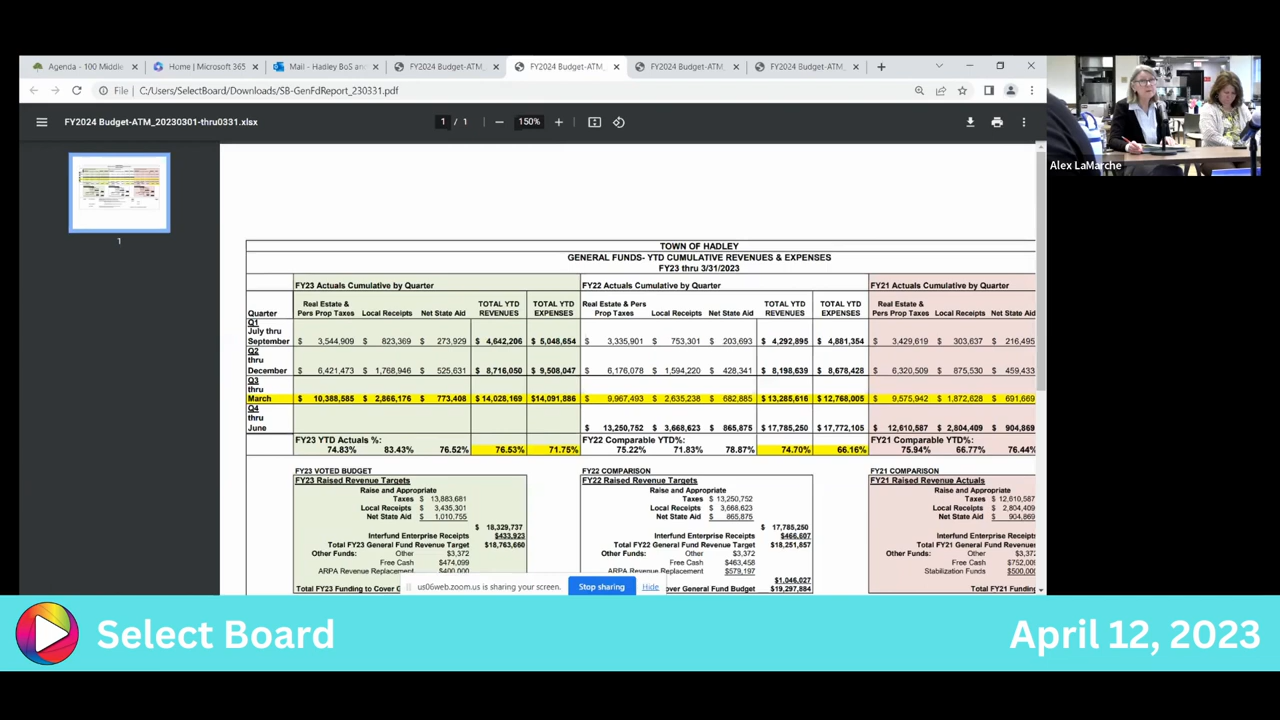 Agenda - 100 Middle
Home | Microsoft 365
Mail - Hadley BoS and
FY2024 Budget-ATM_
FY2024 Budget-ATM_
FY2024 Budget-ATM_
FY2024 Budget-ATM_
File C:/Users/SelectBoard/Downloads/SB-GenFdReport_230331.pdf
FY2024 Budget-ATM_20230301-thru0331.xlsx
1 / 1
150%
1
Alex LaMarche
TOWN OF HADLEY
GENERAL FUNDS- YTD CUMULATIVE REVENUES & EXPENSES
FY23 thru 3/31/2023
FY23 Actuals Cumulative by Quarter FY22 Actuals Cumulative by Quarter FY21 Actuals Cumulative by Quarter
Real Estate & TOTAL YTD TOTAL YTD Real Estate & Pers TOTAL YTD TOTAL YTD Real Estate &
Quarter Pers Prop Taxes Local Receipts Net State Aid REVENUES EXPENSES Prop Taxes Local Receipts Net State Aid REVENUES EXPENSES Pers Prop Taxes Local Receipts Net State Aid
Q1
July thru
September $ 3,544,909 823,369 273,929 $ 4,642,206 $ 5,048,654 $ 3,335,901 $ 753,301 $ 203,693 $ 4,292,895 $ 4,881,354 $ 3,429,619 $ 303,637 $ 216,495
Q2
thru
December $ 6,421,473 $ 1,768,946 $ 525,631 $ 8,716,050 $ 9,508,047 $ 6,176,078 $ 1,594,220 $ 428,341 $ 8,198,639 $ 8,678,428 $ 6,320,509 $ 875,530 $ 459,433
Q3
thru
March $ 10,388,585 $ 2,866,176 $ 773,408 $ 14,028,169 $14,091,886 $ 9,967,493 $ 2,635,238 $ 682,885 $ 13,285,616 $ 12,768,005 $ 9,575,942 $ 1,872,628 $ 691,669
Q4
thru
June $ 13,250,752 $ 3,668,623 $ 865,875 $ 17,785,250 $ 17,772,105 $ 12,610,587 $ 2,804,409 $ 904,869
FY23 YTD Actuals %: FY22 Comparable YTD%: FY21 Comparable YTD%:
74.83% 83.43% 76.52% 76.53% 71.75% 75.22% 71.83% 78.87% 74.70% 66.16% 75.94% 66.77% 76.44%
FY23 VOTED BUDGET FY22 COMPARISON FY21 COMPARISON
FY23 Raised Revenue Targets FY22 Raised Revenue Targets FY21 Raised Revenue Actuals
Raise and Appropriate Raise and Appropriate Raise and Appropriate
Taxes $ 13,883,681 Taxes $ 13,250,752 Taxes $ 12,610,587
Local Receipts $ 3,435,301 Local Receipts $ 3,668,623 Local Receipts $ 2,804,409
Net State Aid $ 1,010,755 Net State Aid $ 865,875 Net State Aid $ 904,869
$ 18,329,737 $ 17,785,250
Interfund Enterprise Receipts $433,923 Interfund Enterprise Receipts $466,607 Interfund Enterprise Receipts
Total FY23 General Fund Revenue Target $18,763,660 Total FY22 General Fund Revenue Target $18,251,857 Total FY21 General Fund Revenue
Other Funds: Other $3,372 Other Funds: Other $3,372 Other Funds: Other $3,372
Free Cash $474,099 Free Cash $463,458 Free Cash $752,009
ARPA Revenue Replacement $400,000 ARPA Revenue Replacement $579,197 Stabilization Funds $500,000
$1,046,027
Total FY23 Funding to Cover G over General Fund Budget $19,297,884 Total FY21 Funding
us06web.zoom.us is sharing your screen. Stop sharing Hide
Select Board
April 12, 2023